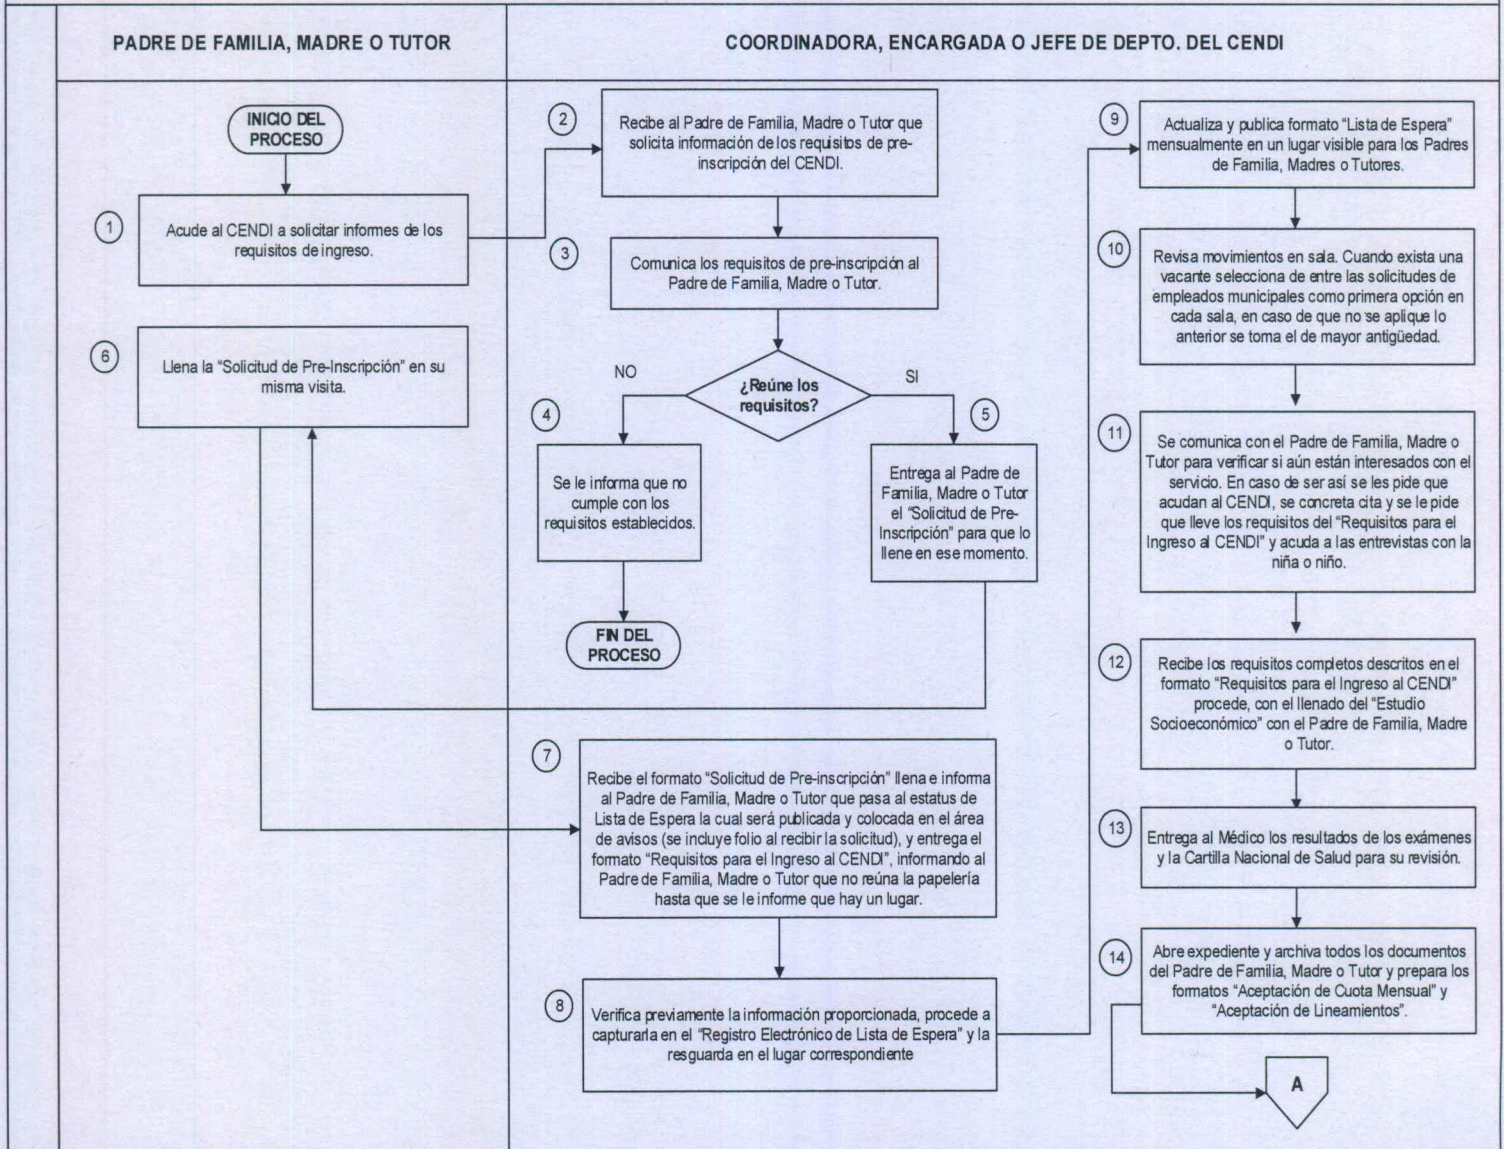 PADRE DE FAMILIA, MADRE O TUTOR
COORDINADORA, ENCARGADA O JEFE DE DEPTO. DEL CENDI
INICIO DEL
PROCESO
1
Acude al CENDI a solicitar informes de los
requisitos de ingreso.
2
Recibe al Padre de Familia, Madre o Tutor que
solicita información de los requisitos de pre-
inscripción del CENDI.
3
Comunica los requisitos de pre-inscripción al
Padre de Familia, Madre o Tutor.
¿Reúne los
requisitos?
NO
SI
4
Se le informa que no
cumple con los
requisitos establecidos.
FIN DEL
PROCESO
5
Entrega al Padre de
Familia, Madre o Tutor
el "Solicitud de Pre-
Inscripción" para que lo
llene en ese momento.
6
Llena la "Solicitud de Pre-Inscripción" en su
misma visita.
7
Recibe el formato "Solicitud de Pre-inscripción" llena e informa
al Padre de Familia, Madre o Tutor que pasa al estatus de
Lista de Espera la cual será publicada y colocada en el área
de avisos (se incluye folio al recibir la solicitud), y entrega el
formato "Requisitos para el Ingreso al CENDI", informando al
Padre de Familia, Madre o Tutor que no reúna la papelería
hasta que se le informe que hay un lugar.
8
Verifica previamente la información proporcionada, procede a
capturarla en el "Registro Electrónico de Lista de Espera" y la
resguarda en el lugar correspondiente
9
Actualiza y publica formato "Lista de Espera"
mensualmente en un lugar visible para los Padres
de Familia, Madres o Tutores.
10
Revisa movimientos en sala. Cuando exista una
vacante selecciona de entre las solicitudes de
empleados municipales como primera opción en
cada sala, en caso de que no se aplique lo
anterior se toma el de mayor antigüedad.
11
Se comunica con el Padre de Familia, Madre o
Tutor para verificar si aún están interesados con el
servicio. En caso de ser así se les pide que
acudan al CENDI, se concreta cita y se le pide
que lleve los requisitos del "Requisitos para el
Ingreso al CENDI" y acuda a las entrevistas con la
niña o niño.
12
Recibe los requisitos completos descritos en el
formato "Requisitos para el Ingreso al CENDI"
procede, con el llenado del "Estudio
Socioeconómico" con el Padre de Familia, Madre
o Tutor.
13
Entrega al Médico los resultados de los exámenes
y la Cartilla Nacional de Salud para su revisión.
14
Abre expediente y archiva todos los documentos
del Padre de Familia, Madre o Tutor y prepara los
formatos "Aceptación de Cuota Mensual" y
"Aceptación de Lineamientos".
A